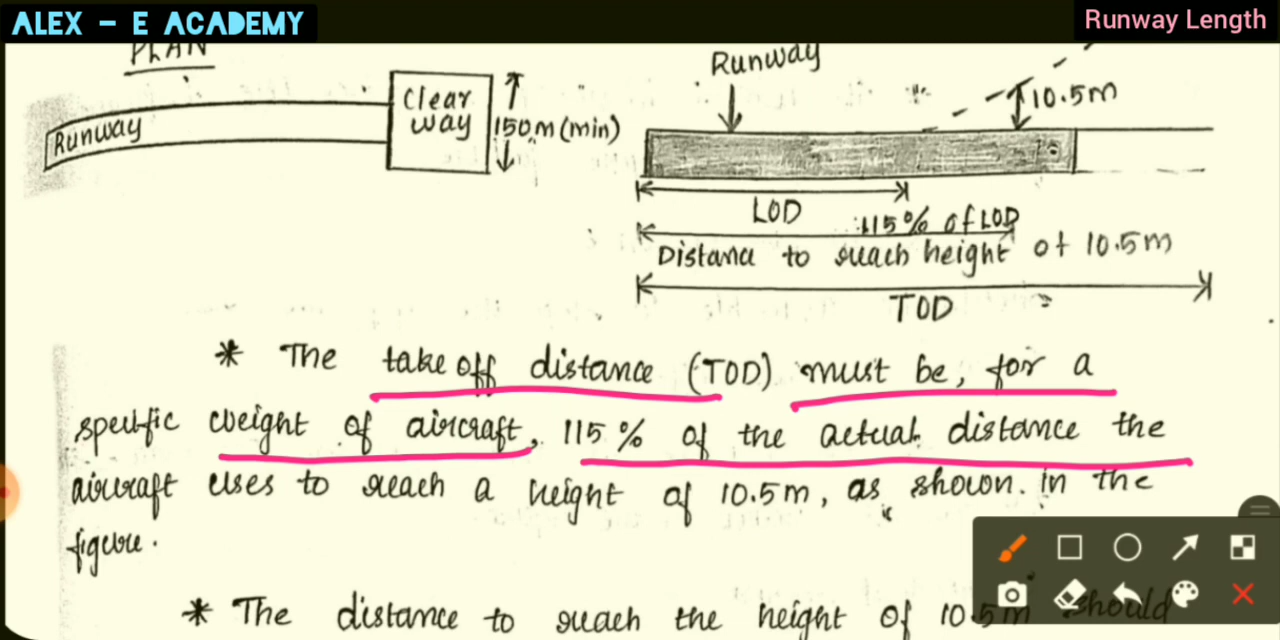 ALEX - E ACADEMY
Runway Length
PLAN
Runway
Clear
way
150m (min)
Runway
10.5m
LOD
115% of LOD
Distance to reach height of 10.5m
TOD
* The take off distance (TOD) must be, for a
specific weight of aircraft, 115% of the actual distance the
aircraft uses to reach a height of 10.5m, as shown. in the
figure.
* The distance to reach the height of 10.5m should